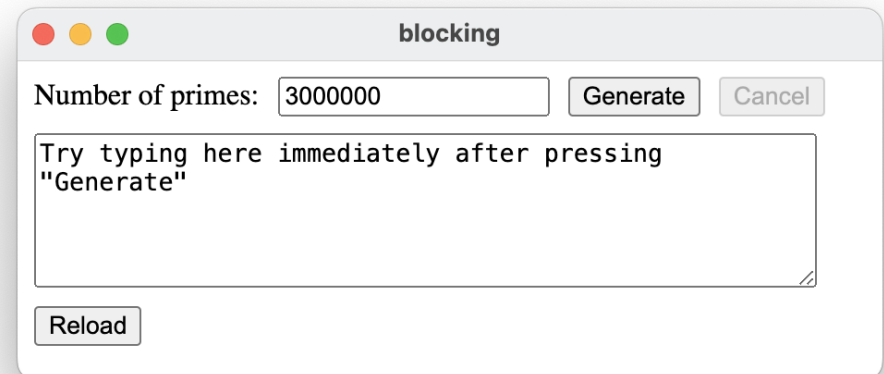 blocking
Number of primes: 3000000 Generate Cancel
Try typing here immediately after pressing
"Generate"
Reload